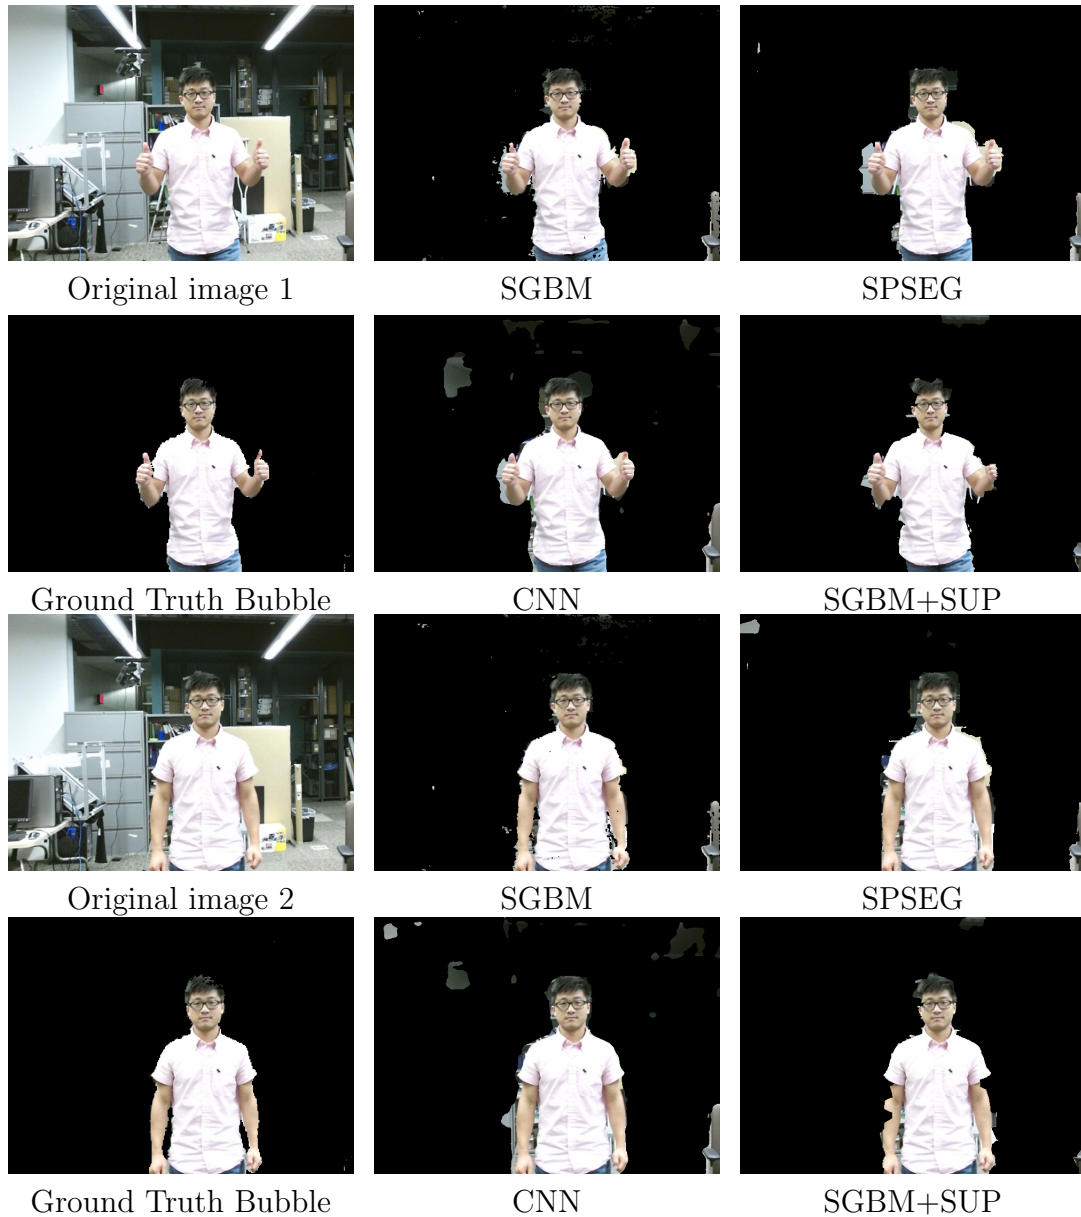 Original image 1 SGBM SPSEG
Ground Truth Bubble CNN SGBM+SUP
Original image 2 SGBM SPSEG
Ground Truth Bubble CNN SGBM+SUP